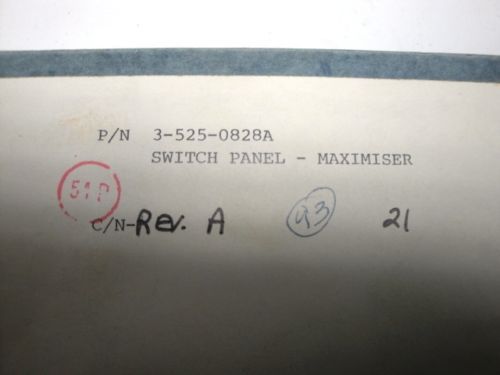 P/N 3-525-0828A
SWITCH PANEL - MAXIMISER
51P
C/N-Rev. A 93 21